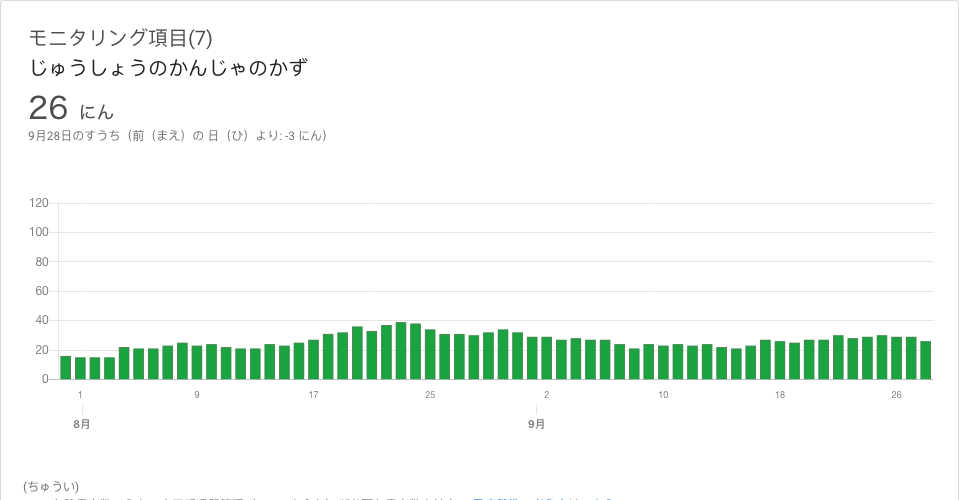 モニタリング項目(7)
じゅうしょうのかんじゃのかず
26 にん
9月28日のすうち（前（まえ）の 日（ひ）より: -3 にん）
120
100
80
60
40
20
0
1 9 17 25 2 10 18 26
8月 9月
(ちゅうい)